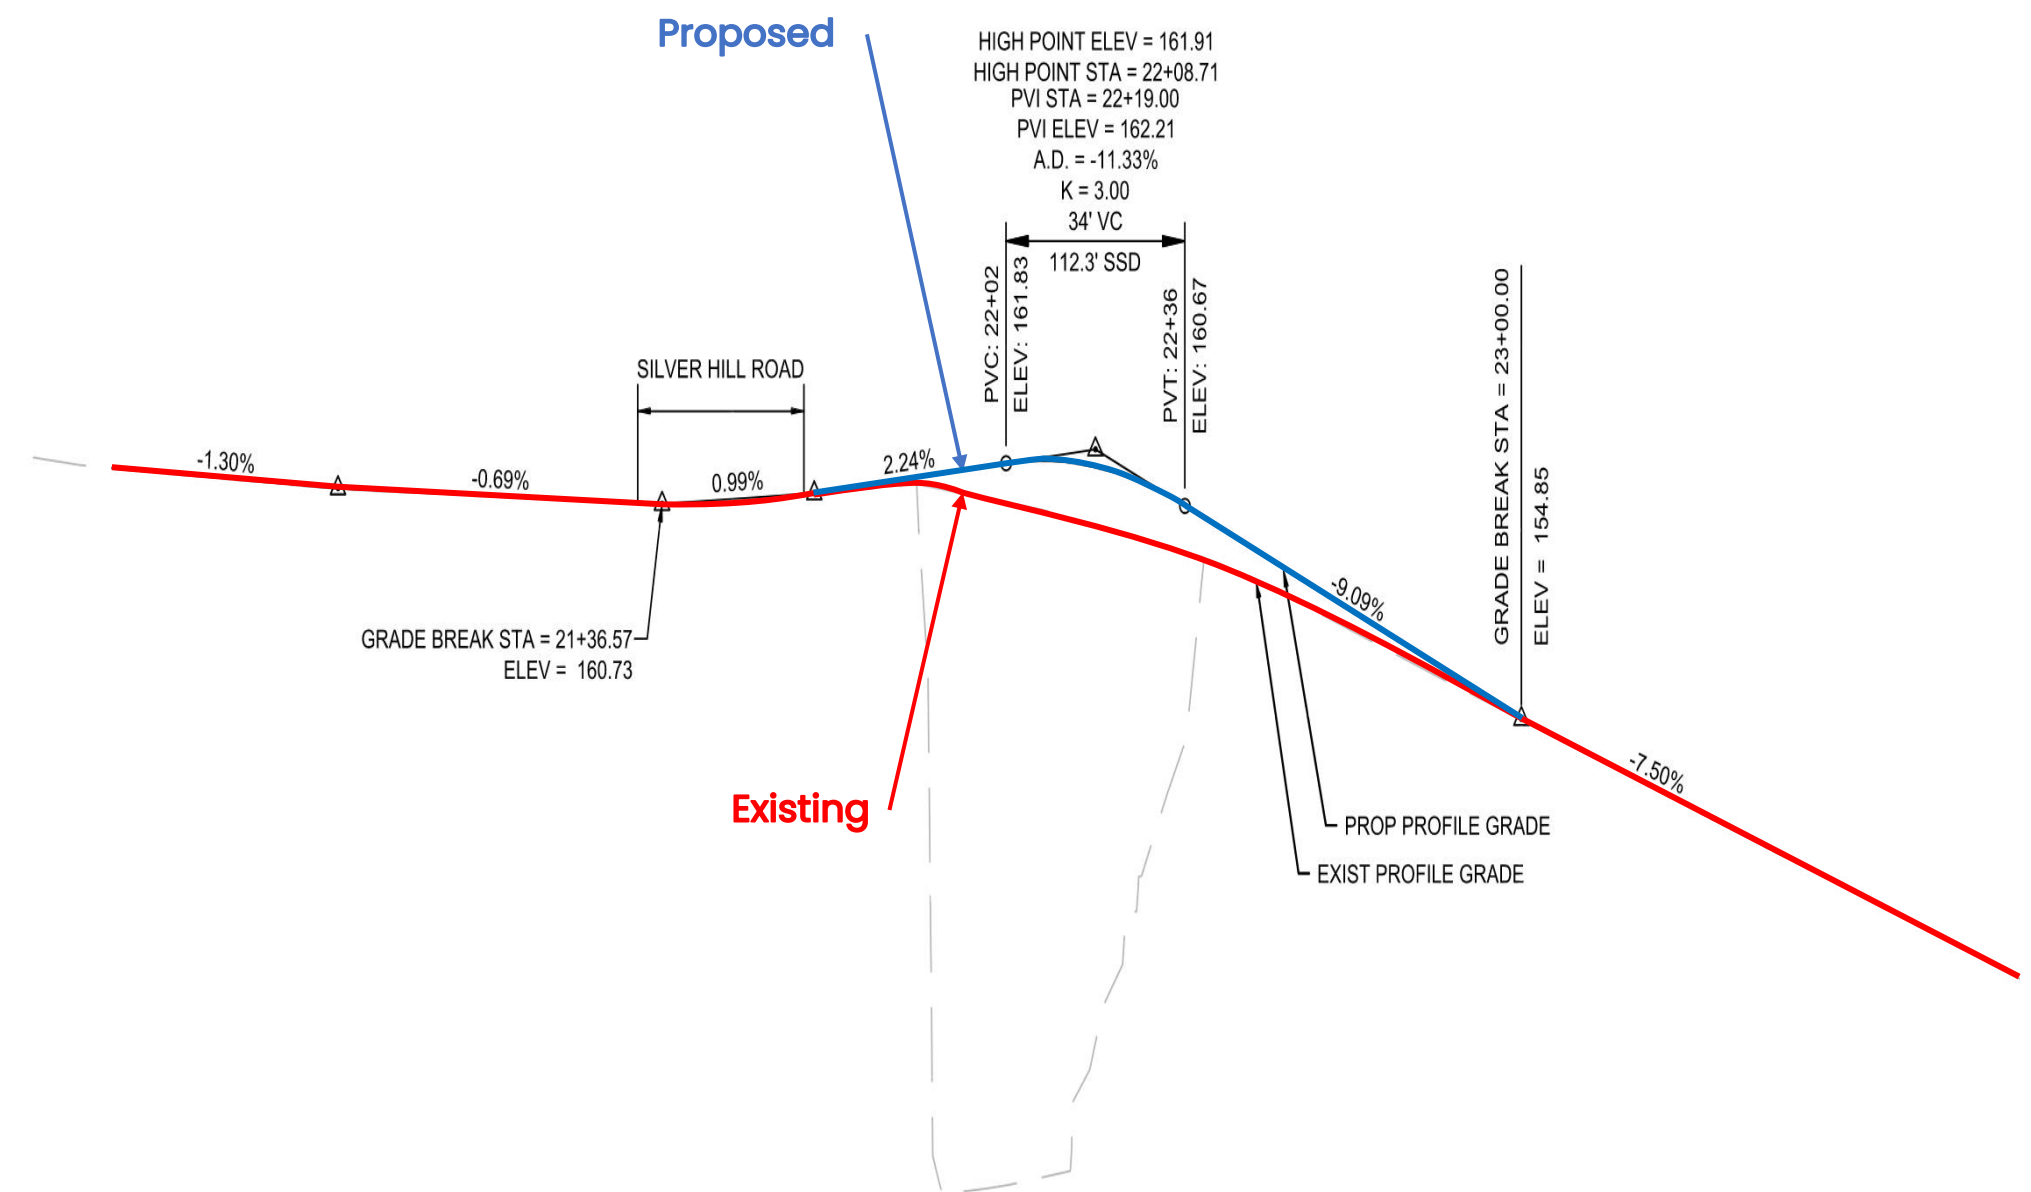 Proposed
HIGH POINT ELEV = 161.91
HIGH POINT STA = 22+08.71
PVI STA = 22+19.00
PVI ELEV = 162.21
A.D. = -11.33%
K = 3.00
34' VC
112.3' SSD
PVC: 22+02
ELEV: 161.83
PVT: 22+36
ELEV: 160.67
GRADE BREAK STA = 23+00.00
ELEV = 154.85
SILVER HILL ROAD
-1.30%
-0.69%
0.99%
2.24%
-9.09%
-7.50%
GRADE BREAK STA = 21+36.57
ELEV = 160.73
Existing
PROP PROFILE GRADE
EXIST PROFILE GRADE